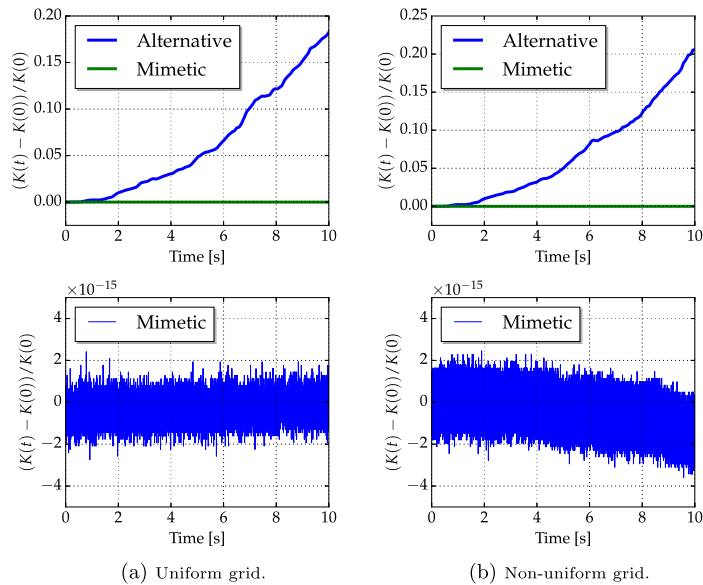 (K(t) − K(0))/K(0)
0.20
0.15
0.10
0.05
0.00
Alternative
Mimetic
0 2 4 6 8 10
Time [s]
(K(t) − K(0))/K(0)
0.25
0.20
0.15
0.10
0.05
0.00
Alternative
Mimetic
0 2 4 6 8 10
Time [s]
×10⁻¹⁵
(K(t) − K(0))/K(0)
4
2
0
−2
−4
Mimetic
0 2 4 6 8 10
Time [s]
(a) Uniform grid.
×10⁻¹⁵
(K(t) − K(0))/K(0)
4
2
0
−2
−4
Mimetic
0 2 4 6 8 10
Time [s]
(b) Non-uniform grid.